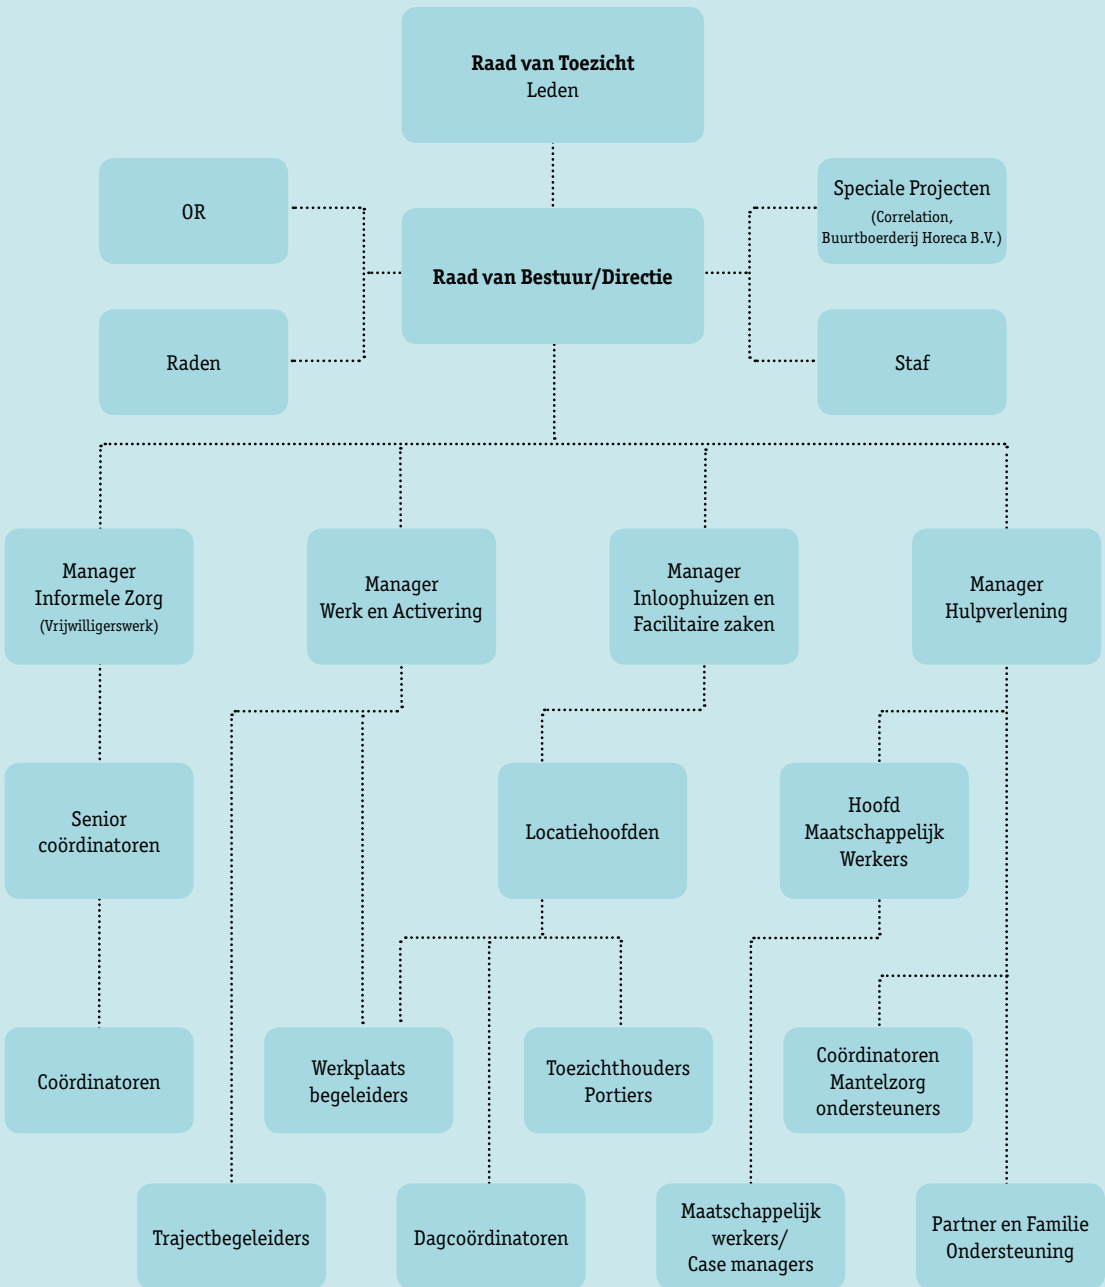 Raad van Toezicht
Leden
OR
Speciale Projecten
(Correlation,
Buurtboerderij Horeca B.V.)
Raad van Bestuur/Directie
Raden
Staf
Manager
Informele Zorg
(Vrijwilligerswerk)
Manager
Werk en Activering
Manager
Inloophuizen en
Facilitaire zaken
Manager
Hulpverlening
Senior
coördinatoren
Locatiehoofden
Hoofd
Maatschappelijk
Werkers
Coördinatoren
Werkplaats
begeleiders
Toezichthouders
Portiers
Coördinatoren
Mantelzorg
ondersteuners
Trajectbegeleiders
Dagcoördinatoren
Maatschappelijk
werkers/
Case managers
Partner en Familie
Ondersteuning